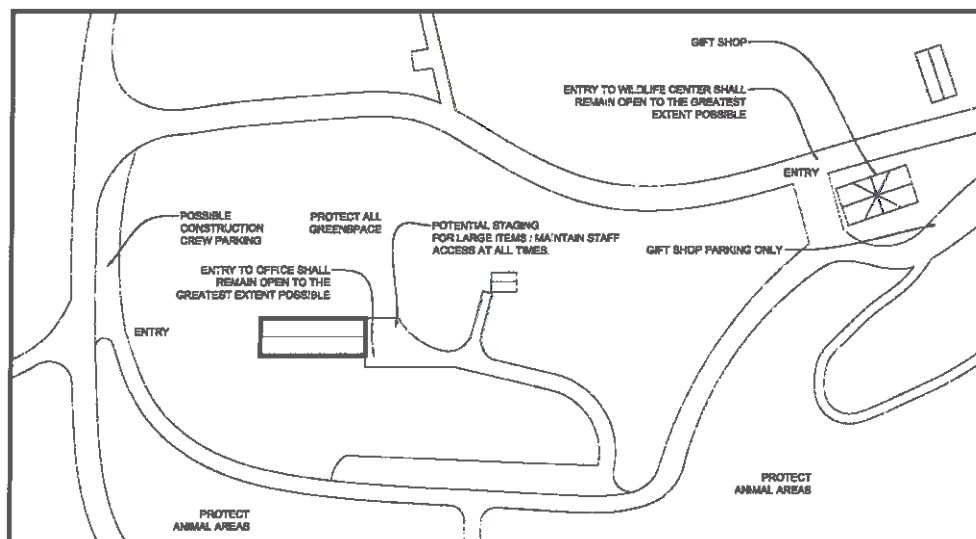 GIFT SHOP
ENTRY TO WILDLIFE CENTER SHALL
REMAIN OPEN TO THE GREATEST
EXTENT POSSIBLE
ENTRY
POSSIBLE
CONSTRUCTION
CREW PARKING
PROTECT ALL
GREENSPACE
POTENTIAL STAGING
FOR LARGE ITEMS / MAINTAIN STAFF
ACCESS AT ALL TIMES.
GIFT SHOP PARKING ONLY
ENTRY TO OFFICE SHALL
REMAIN OPEN TO THE
GREATEST EXTENT POSSIBLE
ENTRY
PROTECT
ANIMAL AREAS
PROTECT
ANIMAL AREAS